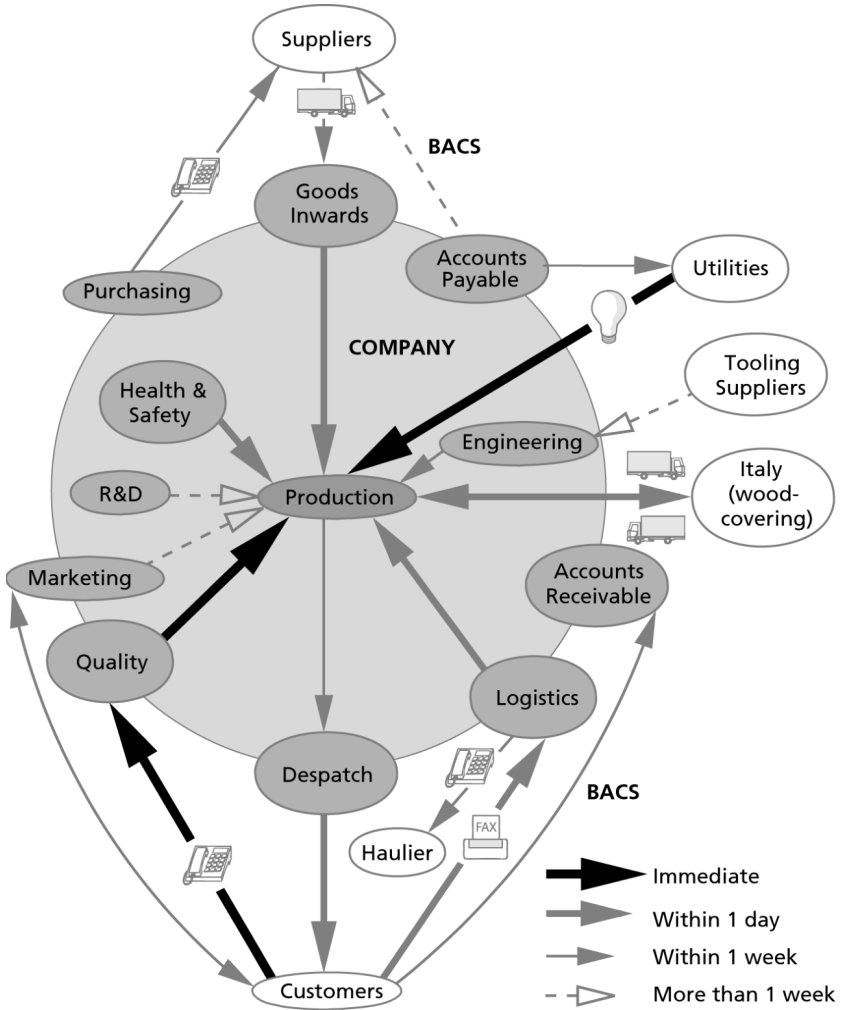 Suppliers
BACS
Goods
Inwards
Accounts
Payable
Utilities
Purchasing
COMPANY
Tooling
Suppliers
Health &
Safety
Engineering
R&D
Production
Italy
(wood-
covering)
Marketing
Accounts
Receivable
Quality
Logistics
Despatch
BACS
FAX
Haulier
Immediate
Within 1 day
Within 1 week
Customers
More than 1 week